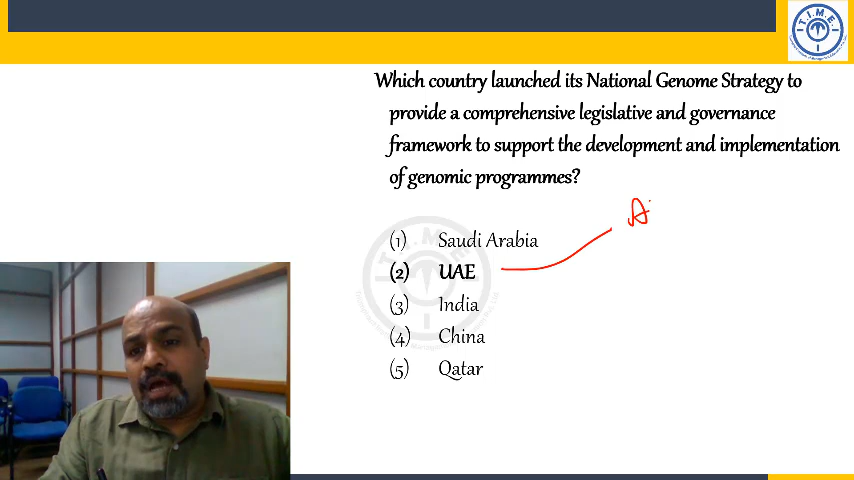 T.I.M.E.
Which country launched its National Genome Strategy to
provide a comprehensive legislative and governance
framework to support the development and implementation
of genomic programmes?
A
(1) Saudi Arabia
(2) UAE
(3) India
(4) China
(5) Qatar